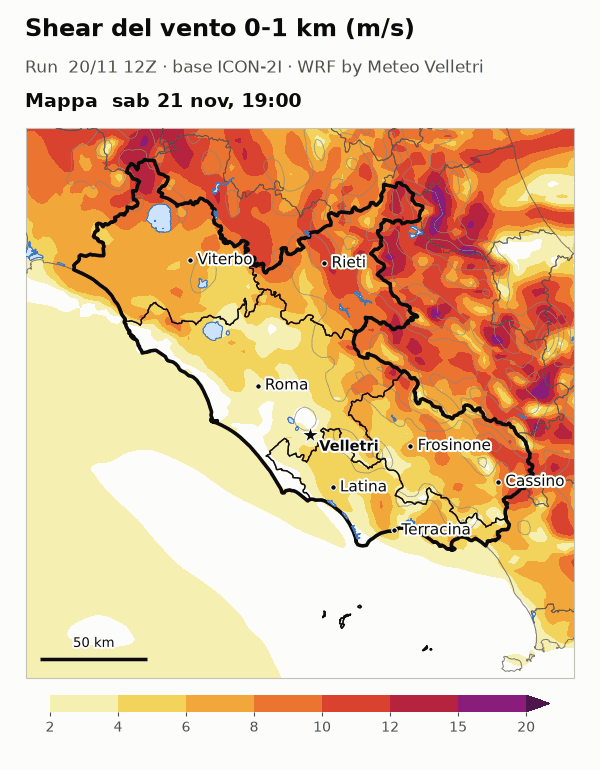 Shear del vento 0-1 km (m/s)
Run 20/11 12Z · base ICON-2I · WRF by Meteo Velletri
Mappa sab 21 nov, 19:00
Viterbo
Rieti
Roma
Velletri
Frosinone
Latina
Cassino
Terracina
50 km
2 4 6 8 10 12 15 20